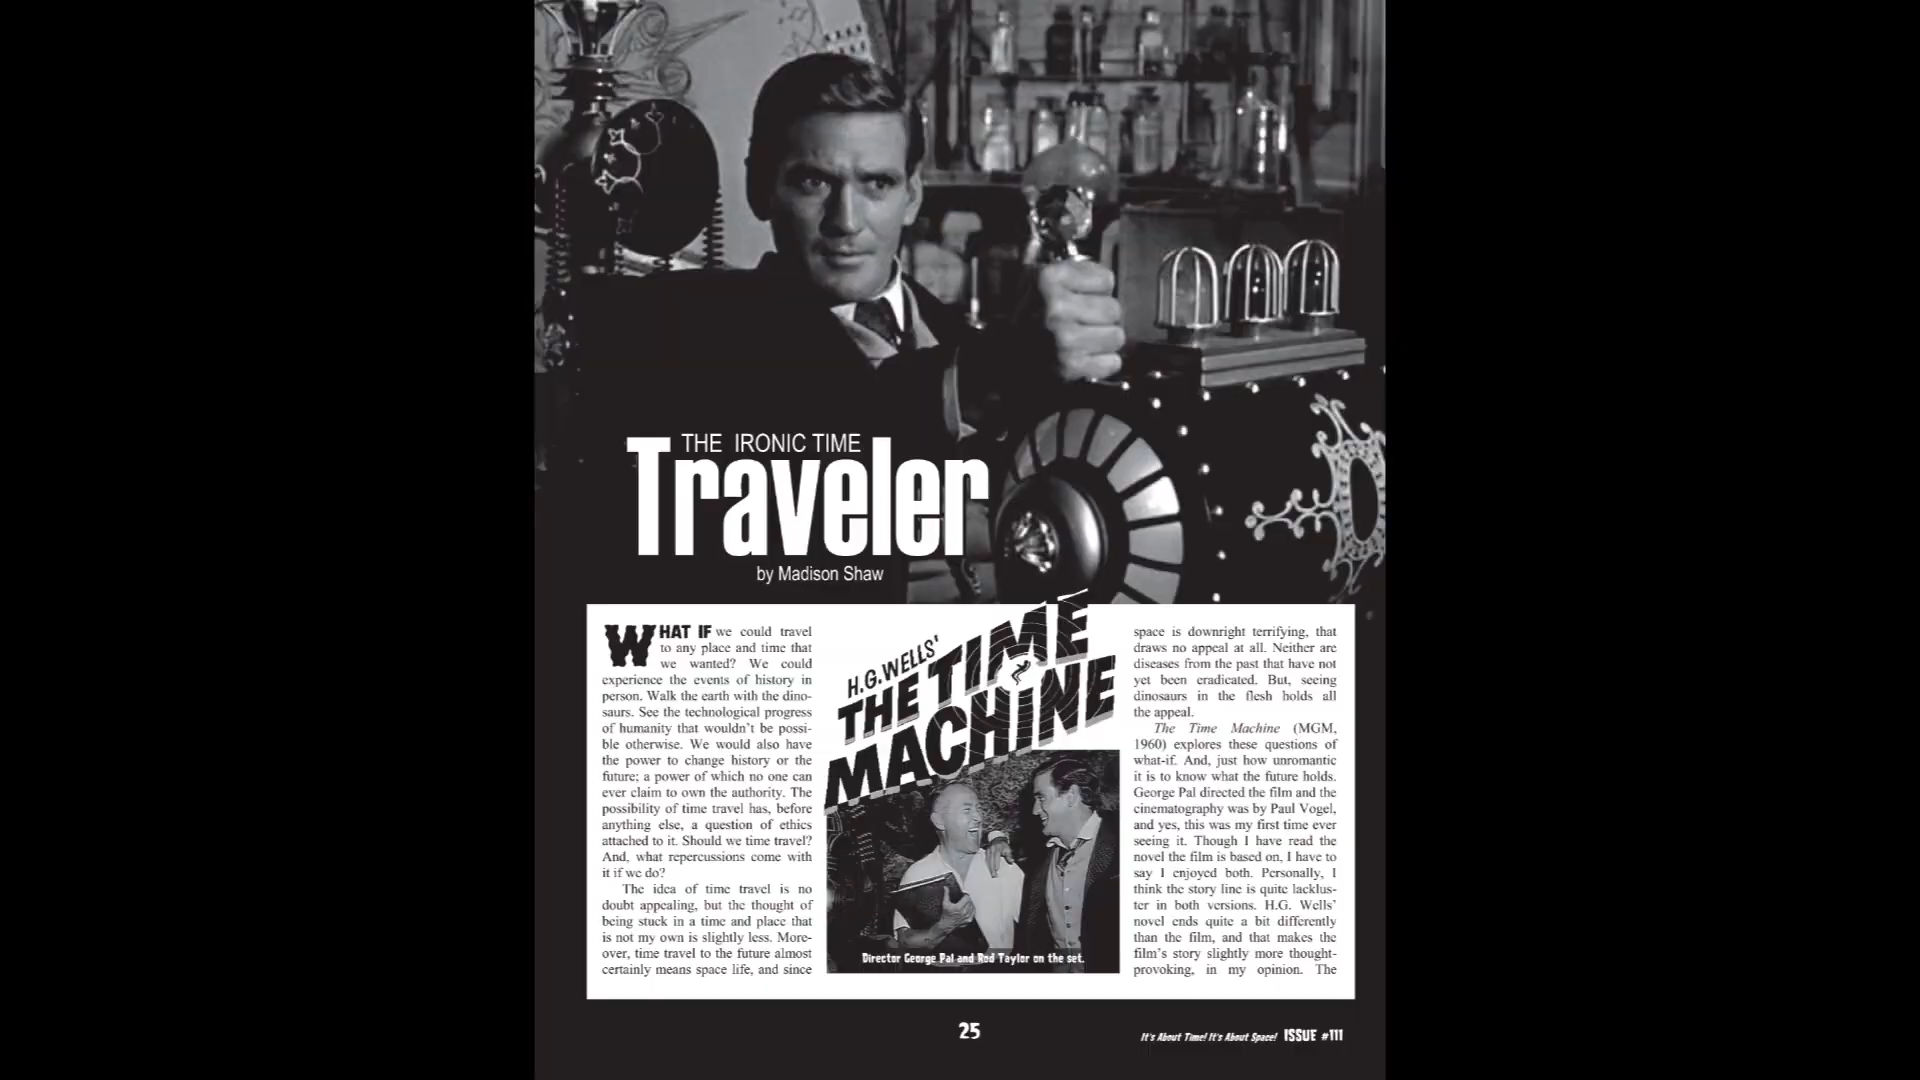 THE IRONIC TIME
Traveler
by Madison Shaw
WHAT IF we could travel
to any place and time that
we wanted? We could
experience the events of history in
person. Walk the earth with the dino-
saurs. See the technological progress
of humanity that wouldn't be possi-
ble otherwise. We would also have
the power to change history or the
future; a power of which no one can
ever claim to own the authority. The
possibility of time travel has, before
anything else, a question of ethics
attached to it. Should we time travel?
And, what repercussions come with
it if we do?
The idea of time travel is no
doubt appealing, but the thought of
being stuck in a time and place that
is not my own is slightly less. More-
over, time travel to the future almost
certainly means space life, and since
H.G.WELLS'
THE TIME
MACHINE
Director George Pal and Rod Taylor on the set.
space is downright terrifying, that
draws no appeal at all. Neither are
diseases from the past that have not
yet been eradicated. But, seeing
dinosaurs in the flesh holds all
the appeal.
The Time Machine (MGM,
1960) explores these questions of
what-if. And, just how unromantic
it is to know what the future holds.
George Pal directed the film and the
cinematography was by Paul Vogel,
and yes, this was my first time ever
seeing it. Though I have read the
novel the film is based on, I have to
say I enjoyed both. Personally, I
think the story line is quite lacklus-
ter in both versions. H.G. Wells'
novel ends quite a bit differently
than the film, and that makes the
film's story slightly more thought-
provoking, in my opinion. The
25
It's About Time! It's About Space! ISSUE #111